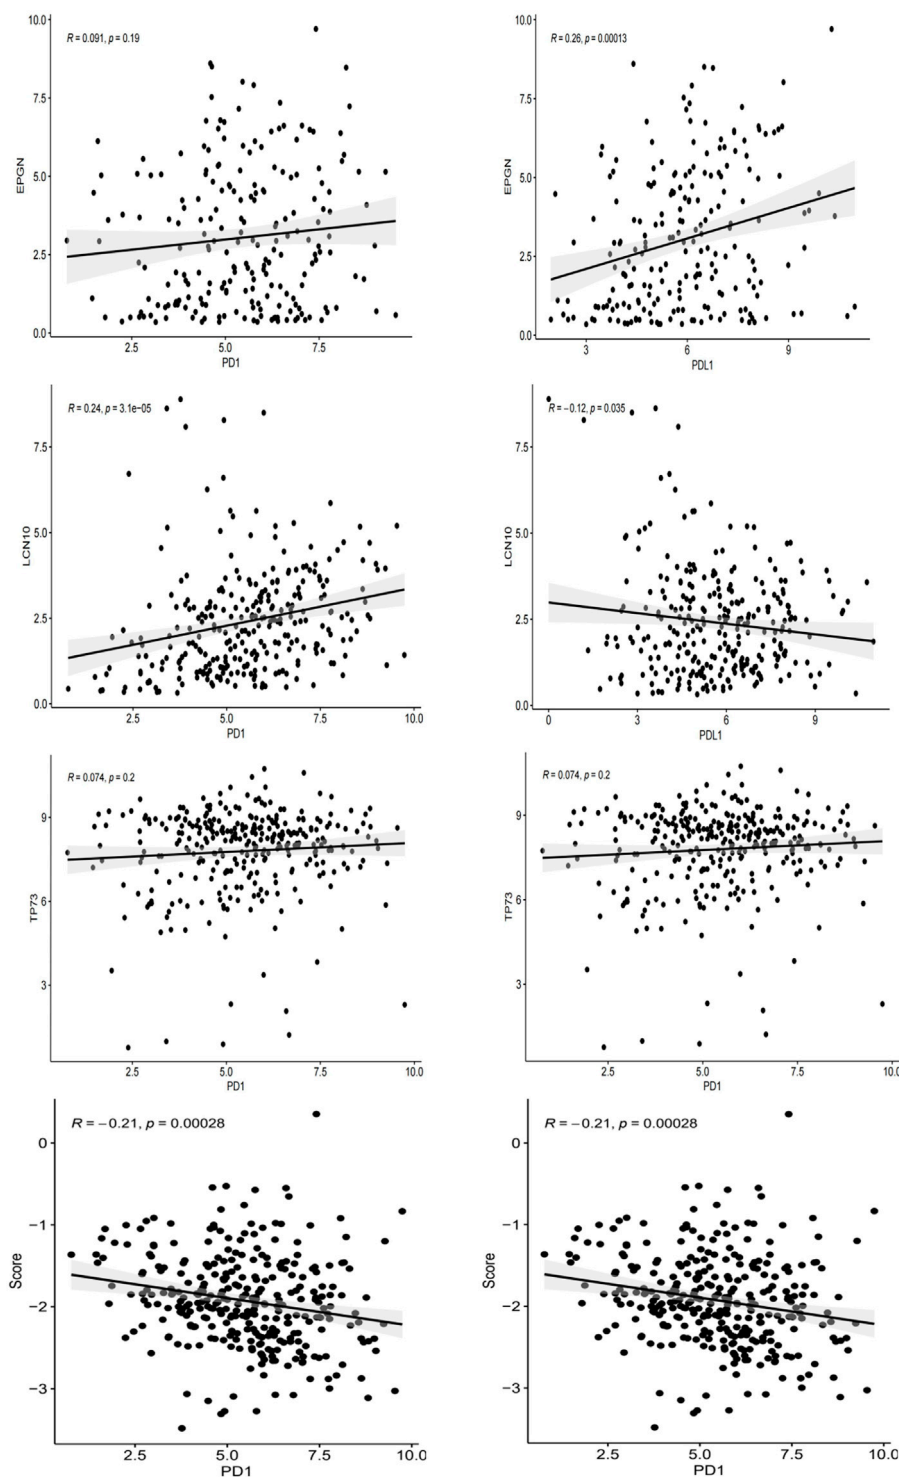 R = 0.091, p = 0.19
EPGN
10.0
7.5
5.0
2.5
0.0
2.5 5.0 7.5
PD1
R = 0.26, p = 0.00013
EPGN
10.0
7.5
5.0
2.5
0.0
3 6 9
PDL1
R = 0.24, p = 3.1e−05
LCN10
7.5
5.0
2.5
0.0
2.5 5.0 7.5 10.0
PD1
R = −0.12, p = 0.035
LCN10
7.5
5.0
2.5
0.0
0 3 6 9
PDL1
R = 0.074, p = 0.2
TP73
9
6
3
2.5 5.0 7.5 10.0
PD1
R = 0.074, p = 0.2
TP73
9
6
3
2.5 5.0 7.5 10.0
PD1
R = −0.21, p = 0.00028
Score
0
−1
−2
−3
2.5 5.0 7.5 10.0
PD1
R = −0.21, p = 0.00028
Score
0
−1
−2
−3
2.5 5.0 7.5 10.0
PD1